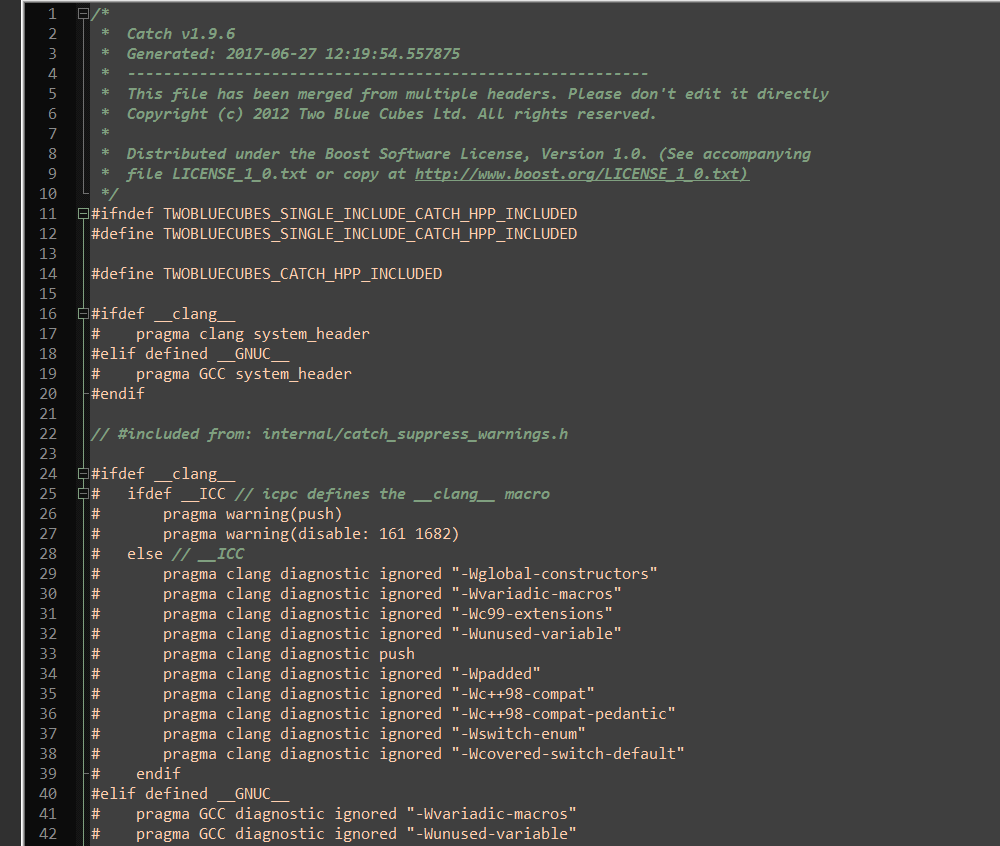 1 /*
2  *  Catch v1.9.6
3  *  Generated: 2017-06-27 12:19:54.557875
4  *  ----------------------------------------------------------
5  *  This file has been merged from multiple headers. Please don't edit it directly
6  *  Copyright (c) 2012 Two Blue Cubes Ltd. All rights reserved.
7  *
8  *  Distributed under the Boost Software License, Version 1.0. (See accompanying
9  *  file LICENSE_1_0.txt or copy at http://www.boost.org/LICENSE_1_0.txt)
10  */
11 #ifndef TWOBLUECUBES_SINGLE_INCLUDE_CATCH_HPP_INCLUDED
12 #define TWOBLUECUBES_SINGLE_INCLUDE_CATCH_HPP_INCLUDED
13
14 #define TWOBLUECUBES_CATCH_HPP_INCLUDED
15
16 #ifdef __clang__
17 #    pragma clang system_header
18 #elif defined __GNUC__
19 #    pragma GCC system_header
20 #endif
21
22 // #included from: internal/catch_suppress_warnings.h
23
24 #ifdef __clang__
25 #   ifdef __ICC // icpc defines the __clang__ macro
26 #       pragma warning(push)
27 #       pragma warning(disable: 161 1682)
28 #   else // __ICC
29 #       pragma clang diagnostic ignored "-Wglobal-constructors"
30 #       pragma clang diagnostic ignored "-Wvariadic-macros"
31 #       pragma clang diagnostic ignored "-Wc99-extensions"
32 #       pragma clang diagnostic ignored "-Wunused-variable"
33 #       pragma clang diagnostic push
34 #       pragma clang diagnostic ignored "-Wpadded"
35 #       pragma clang diagnostic ignored "-Wc++98-compat"
36 #       pragma clang diagnostic ignored "-Wc++98-compat-pedantic"
37 #       pragma clang diagnostic ignored "-Wswitch-enum"
38 #       pragma clang diagnostic ignored "-Wcovered-switch-default"
39 #    endif
40 #elif defined __GNUC__
41 #    pragma GCC diagnostic ignored "-Wvariadic-macros"
42 #    pragma GCC diagnostic ignored "-Wunused-variable"